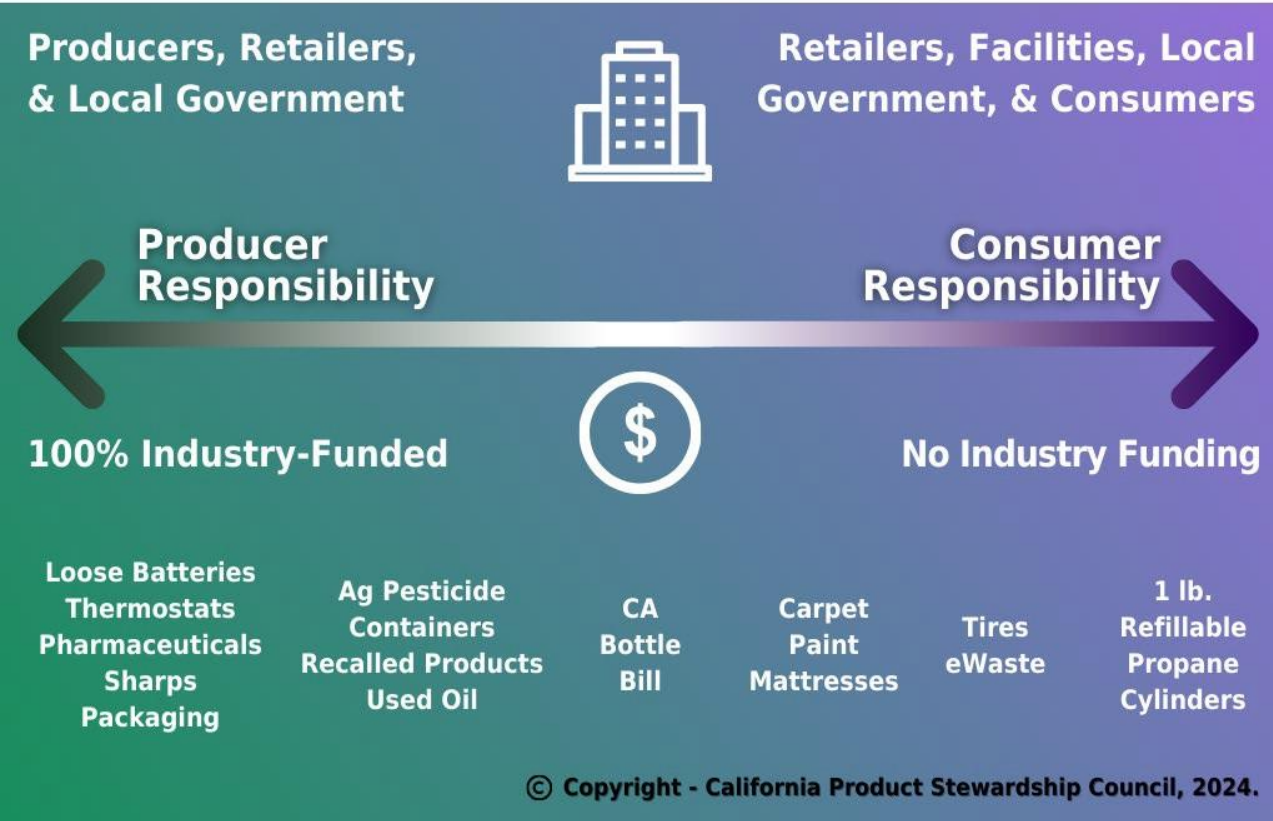 Producers, Retailers,
& Local Government
Retailers, Facilities, Local
Government, & Consumers
Producer
Responsibility
Consumer
Responsibility
$
100% Industry-Funded
No Industry Funding
Loose Batteries
Thermostats
Pharmaceuticals
Sharps
Packaging
Ag Pesticide
Containers
Recalled Products
Used Oil
CA
Bottle
Bill
Carpet
Paint
Mattresses
Tires
eWaste
1 lb.
Refillable
Propane
Cylinders
© Copyright - California Product Stewardship Council, 2024.